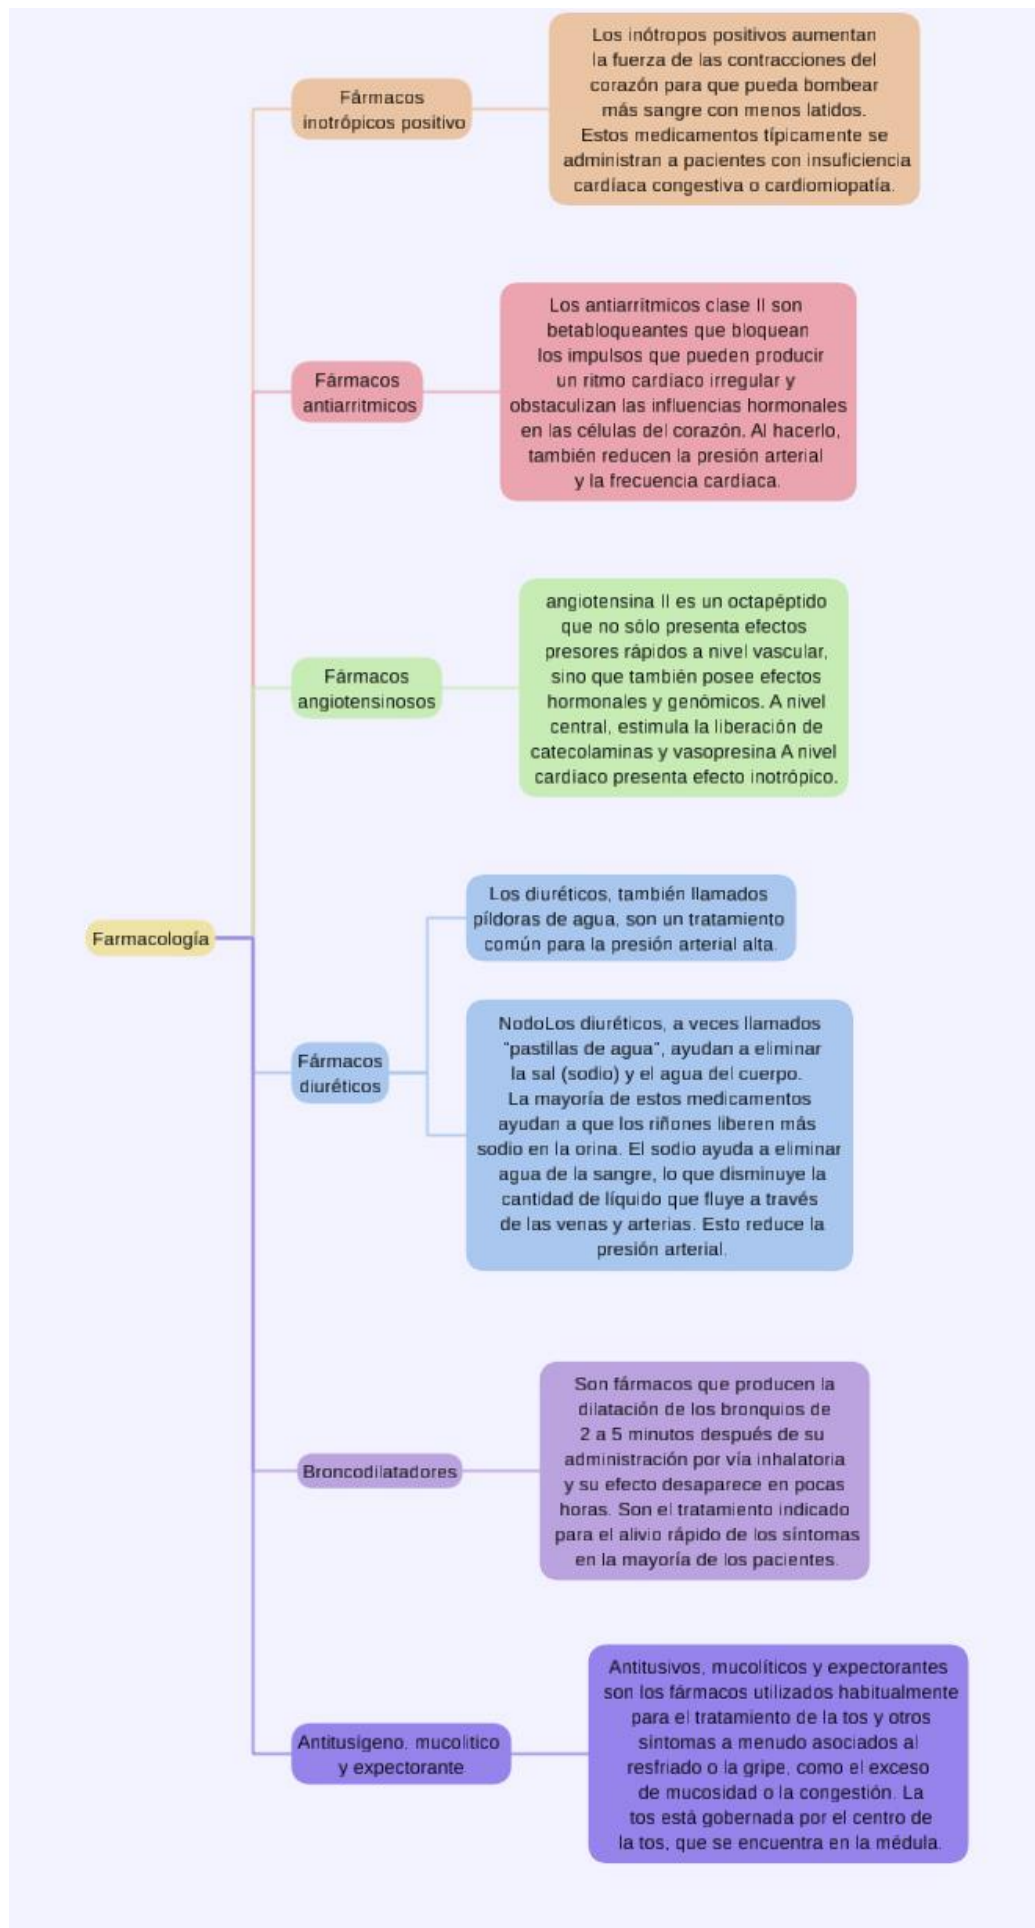 Farmacología
Fármacos
inotrópicos positivo
Los inótropos positivos aumentan
la fuerza de las contracciones del
corazón para que pueda bombear
más sangre con menos latidos.
Estos medicamentos típicamente se
administran a pacientes con insuficiencia
cardíaca congestiva o cardiomiopatía.
Fármacos
antiarritmicos
Los antiarrítmicos clase II son
betabloqueantes que bloquean
los impulsos que pueden producir
un ritmo cardíaco irregular y
obstaculizan las influencias hormonales
en las células del corazón. Al hacerlo,
también reducen la presión arterial
y la frecuencia cardíaca.
Fármacos
angiotensinosos
angiotensina II es un octapéptido
que no sólo presenta efectos
presores rápidos a nivel vascular,
sino que también posee efectos
hormonales y genómicos. A nivel
central, estimula la liberación de
catecolaminas y vasopresina A nivel
cardíaco presenta efecto inotrópico.
Fármacos
diuréticos
Los diuréticos, también llamados
píldoras de agua, son un tratamiento
común para la presión arterial alta.
NodoLos diuréticos, a veces llamados
"pastillas de agua", ayudan a eliminar
la sal (sodio) y el agua del cuerpo.
La mayoría de estos medicamentos
ayudan a que los riñones liberen más
sodio en la orina. El sodio ayuda a eliminar
agua de la sangre, lo que disminuye la
cantidad de líquido que fluye a través
de las venas y arterias. Esto reduce la
presión arterial.
Broncodilatadores
Son fármacos que producen la
dilatación de los bronquios de
2 a 5 minutos después de su
administración por vía inhalatoria
y su efecto desaparece en pocas
horas. Son el tratamiento indicado
para el alivio rápido de los síntomas
en la mayoría de los pacientes.
Antitusígeno, mucolitico
y expectorante
Antitusivos, mucolíticos y expectorantes
son los fármacos utilizados habitualmente
para el tratamiento de la tos y otros
síntomas a menudo asociados al
resfriado o la gripe, como el exceso
de mucosidad o la congestión. La
tos está gobernada por el centro de
la tos, que se encuentra en la médula.